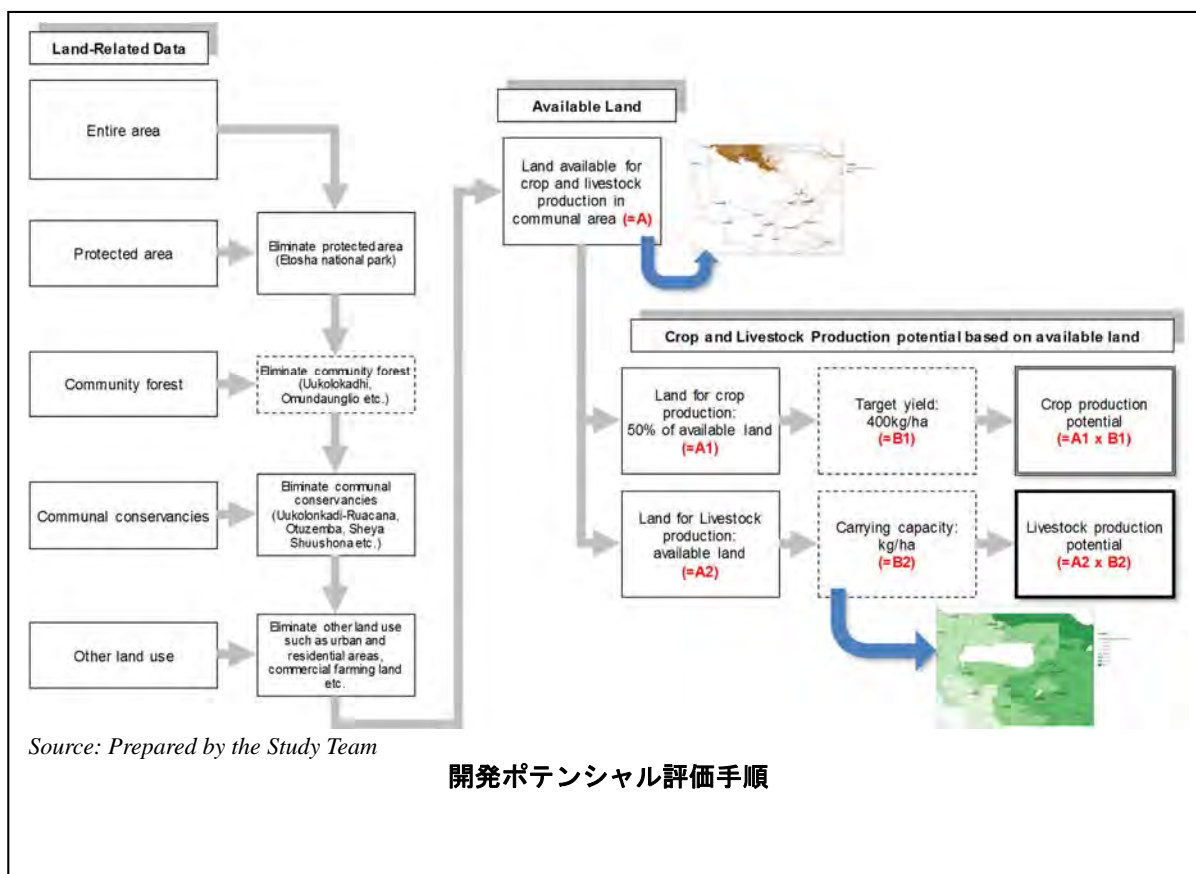 Land-Related Data
Entire area
Protected area
Eliminate protected area
(Etosha national park)
Community forest
Eliminate community forest
(Uukolokadhi,
Omundaunglio etc.)
Communal conservancies
Eliminate communal
conservancies
(Uukolonkadi-Ruacana,
Otuzemba, Sheya
Shuushona etc.)
Other land use
Eliminate other land use
such as urban and
residential areas,
commercial farming land
etc.
Available Land
Land available for
crop and livestock
production in
communal area (=A)
Crop and Livestock Production potential based on available land
Land for crop
production:
50% of available land
(=A1)
Target yield:
400kg/ha
(=B1)
Crop production
potential
(=A1 x B1)
Land for Livestock
production:
available land
(=A2)
Carrying capacity:
kg/ha
(=B2)
Livestock production
potential
(=A2 x B2)
Source: Prepared by the Study Team
開発ポテンシャル評価手順